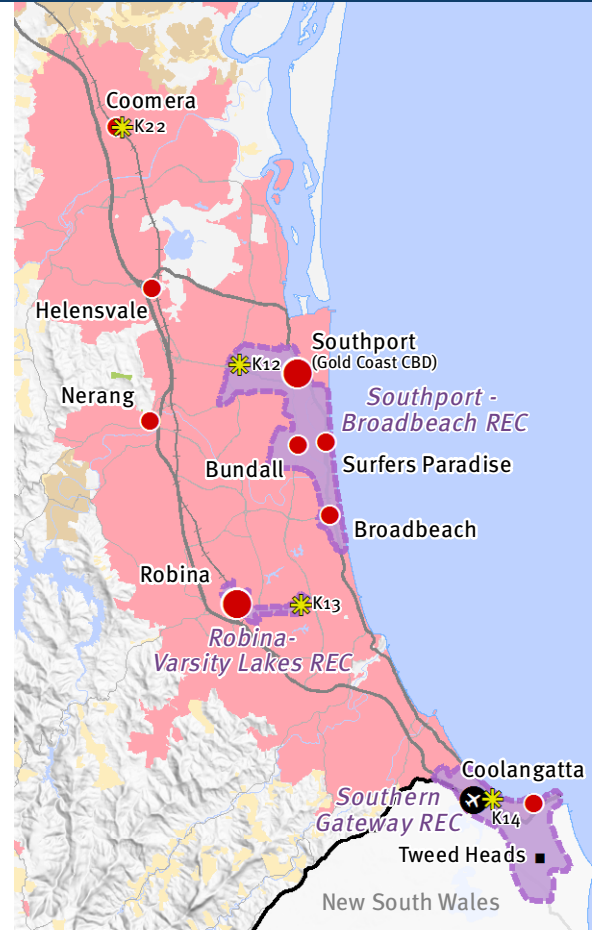 Coomera
K22
Helensvale
Southport
(Gold Coast CBD)
K12
Nerang
Southport -
Broadbeach REC
Bundall
Surfers Paradise
Broadbeach
Robina
K13
Robina-
Varsity Lakes REC
Coolangatta
Southern
Gateway REC
K14
Tweed Heads
New South Wales